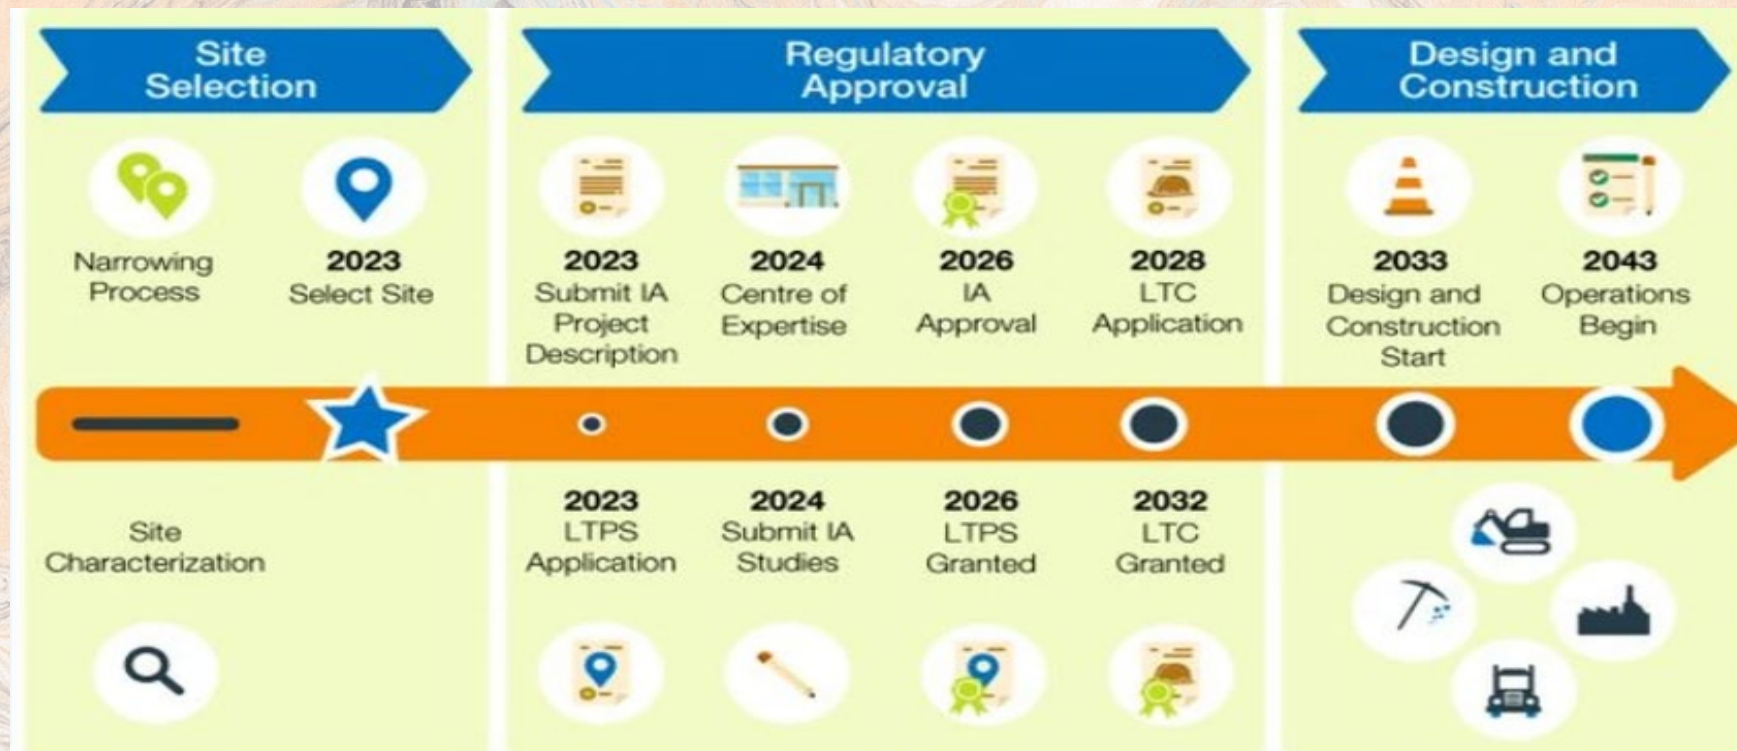 Site
Selection
Regulatory
Approval
Design and
Construction
Narrowing
Process
2023
Select Site
2023
Submit IA
Project
Description
2024
Centre of
Expertise
2026
IA
Approval
2028
LTC
Application
2033
Design and
Construction
Start
2043
Operations
Begin
Site
Characterization
2023
LTPS
Application
2024
Submit IA
Studies
2026
LTPS
Granted
2032
LTC
Granted